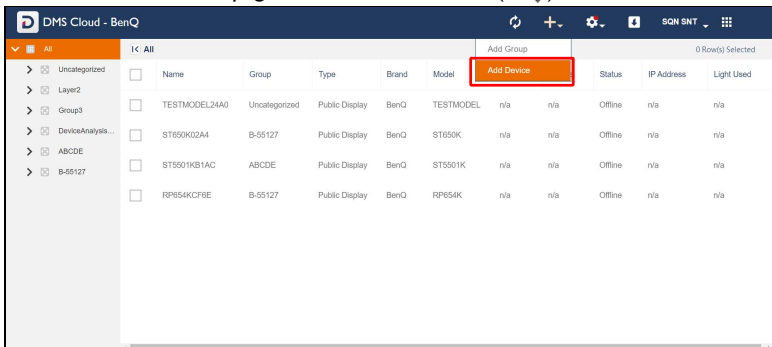 DMS Cloud - BenQ SQN SNT
All
Uncategorized
Layer2
Group3
DeviceAnalysis...
ABCDE
B-55127
All Add Group 0 Row(s) Selected
Add Device
Name Group Type Brand Model Status IP Address Light Used
TESTMODEL24A0 Uncategorized Public Display BenQ TESTMODEL n/a n/a Offline n/a n/a
ST650K02A4 B-55127 Public Display BenQ ST650K n/a n/a Offline n/a n/a
ST5501KB1AC ABCDE Public Display BenQ ST5501K n/a n/a Offline n/a n/a
RP654KCF6E B-55127 Public Display BenQ RP654K n/a n/a Offline n/a n/a